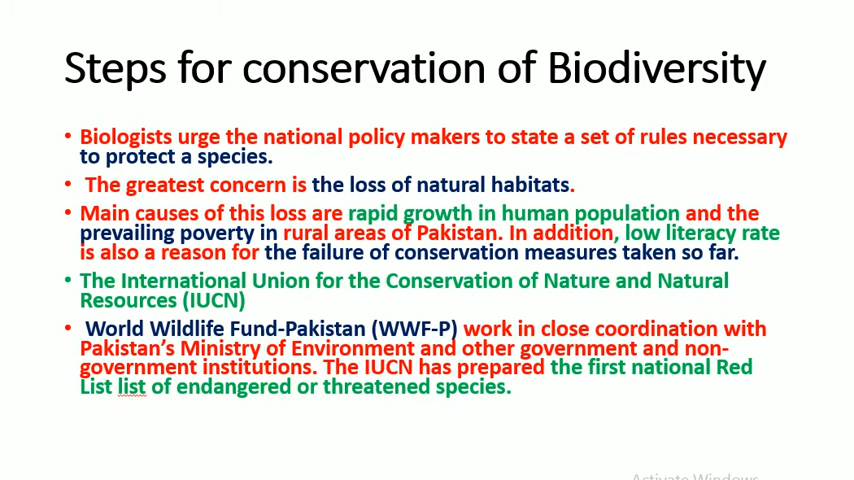 Steps for conservation of Biodiversity
• Biologists urge the national policy makers to state a set of rules necessary
to protect a species.
• The greatest concern is the loss of natural habitats.
• Main causes of this loss are rapid growth in human population and the
prevailing poverty in rural areas of Pakistan. In addition, low literacy rate
is also a reason for the failure of conservation measures taken so far.
• The International Union for the Conservation of Nature and Natural
Resources (IUCN)
• World Wildlife Fund-Pakistan (WWF-P) work in close coordination with
Pakistan's Ministry of Environment and other government and non-
government institutions. The IUCN has prepared the first national Red
List list of endangered or threatened species.
Activate Windows